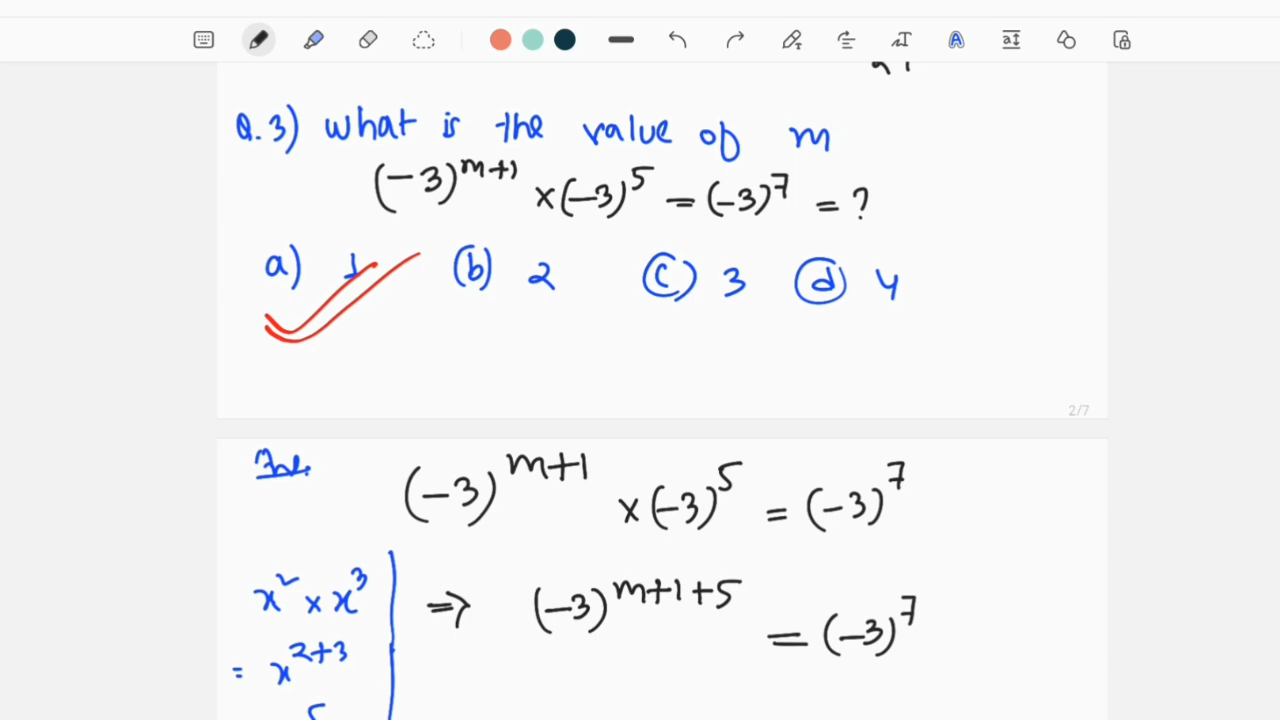 Q.3) What is the value of m
(-3)^{m+1} × (-3)^5 = (-3)^7 = ?
a) 1 (b) 2 (c) 3 (d) 4
2/7
(-3)^{m+1} × (-3)^5 = (-3)^7
x^2 × x^3
⇒ (-3)^{m+1+5} = (-3)^7
= x^{2+3}
5